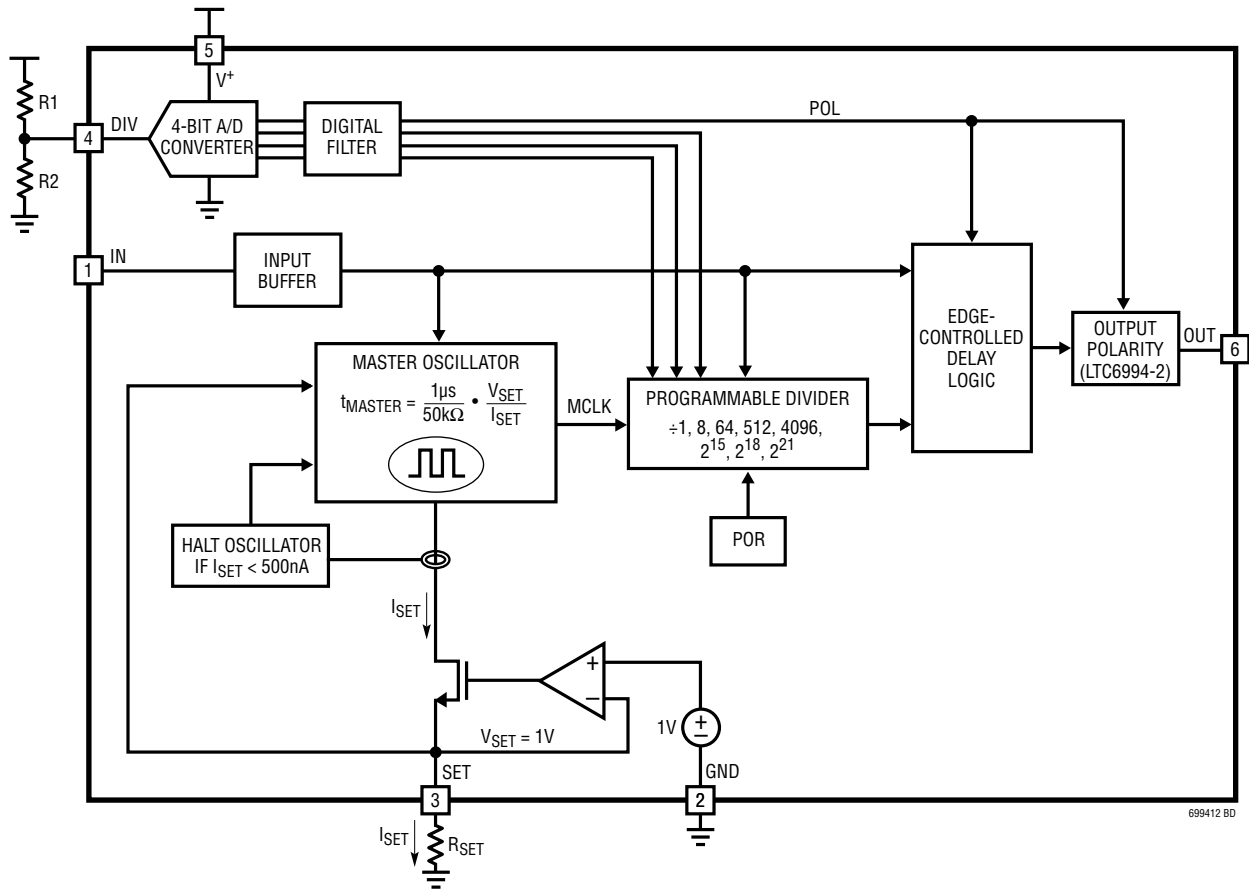 5
V+
R1
4
DIV
4-BIT A/D
CONVERTER
DIGITAL
FILTER
POL
R2
1
IN
INPUT
BUFFER
MASTER OSCILLATOR
tMASTER = 1µs/50kΩ • VSET/ISET
MCLK
PROGRAMMABLE DIVIDER
÷1, 8, 64, 512, 4096,
2^15, 2^18, 2^21
EDGE-
CONTROLLED
DELAY
LOGIC
OUTPUT
POLARITY
(LTC6994-2)
OUT
6
HALT OSCILLATOR
IF ISET < 500nA
POR
ISET
+
−
1V
+
−
VSET = 1V
SET
GND
3
2
ISET
RSET
699412 BD